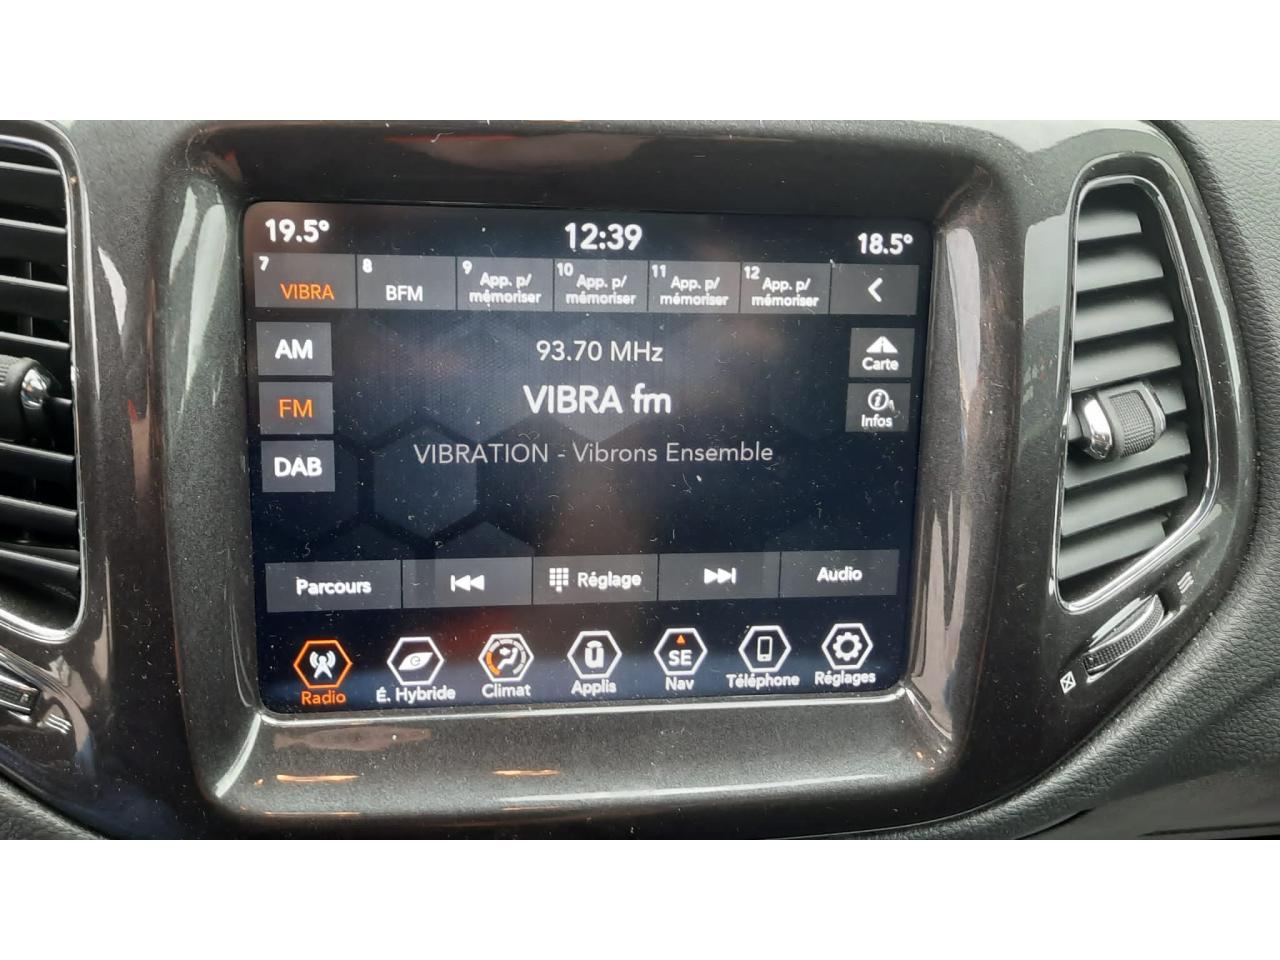 19.5° 12:39 18.5°
7 VIBRA
8 BFM
9 App. p/
mémoriser
10 App. p/
mémoriser
11 App. p/
mémoriser
12 App. p/
mémoriser
AM
93.70 MHz
Carte
FM
VIBRA fm
Infos
DAB
VIBRATION - Vibrons Ensemble
Parcours Réglage Audio
SE
Radio É. Hybride Climat Applis Nav Téléphone Réglages